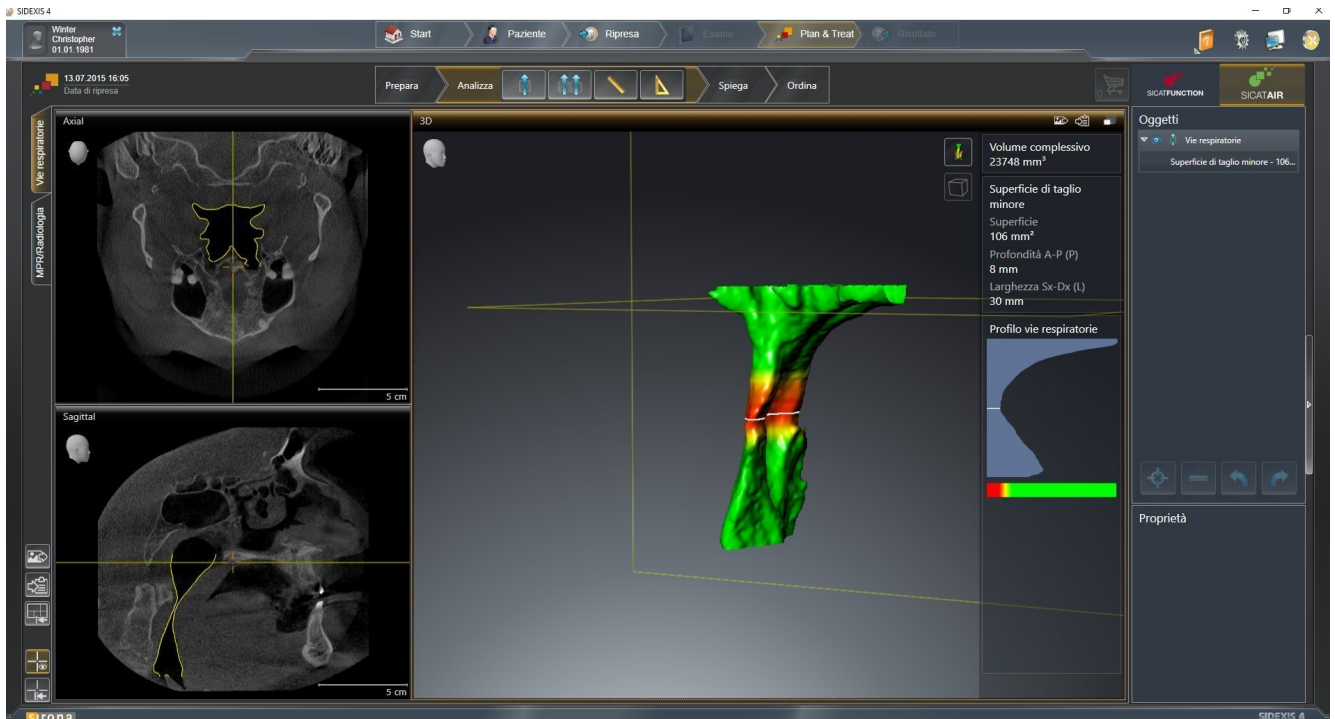 SIDEXIS 4
Winter
Christopher
01.01.1981
Start
Paziente
Ripresa
Esame
Plan & Treat
Risultato
13.07.2015 16:05
Data di ripresa
Prepara
Analizza
Spiega
Ordina
SICATFUNCTION
SICATAIR
Vie respiratorie
MPR/Radiologia
Axial
5 cm
Sagittal
5 cm
3D
Volume complessivo
23748 mm³
Superficie di taglio
minore
Superficie
106 mm²
Profondità A-P (P)
8 mm
Larghezza Sx-Dx (L)
30 mm
Profilo vie respiratorie
Oggetti
Vie respiratorie
Superficie di taglio minore - 106...
Proprietà
sirona
SIDEXIS 4